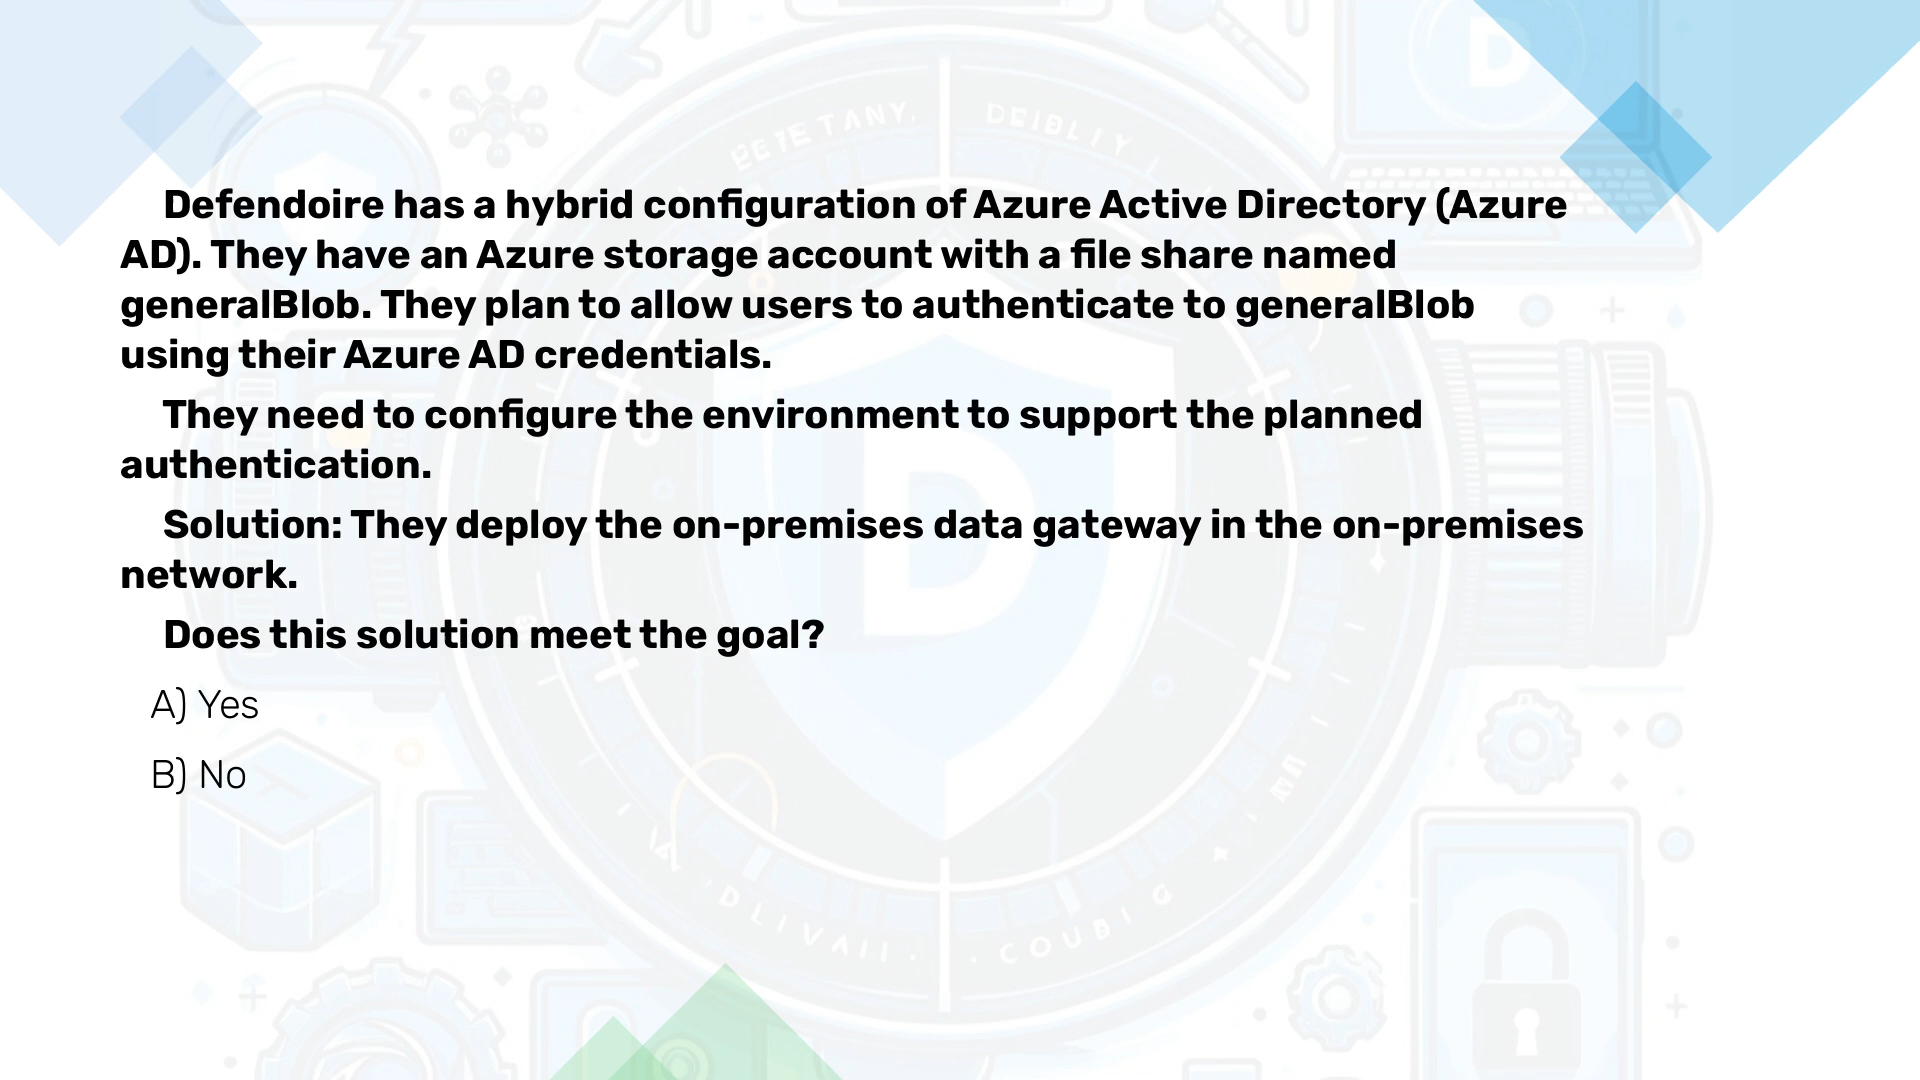 Defendoire has a hybrid configuration of Azure Active Directory (Azure
AD). They have an Azure storage account with a file share named
generalBlob. They plan to allow users to authenticate to generalBlob
using their Azure AD credentials.
They need to configure the environment to support the planned
authentication.
Solution: They deploy the on-premises data gateway in the on-premises
network.
Does this solution meet the goal?
A) Yes
B) No